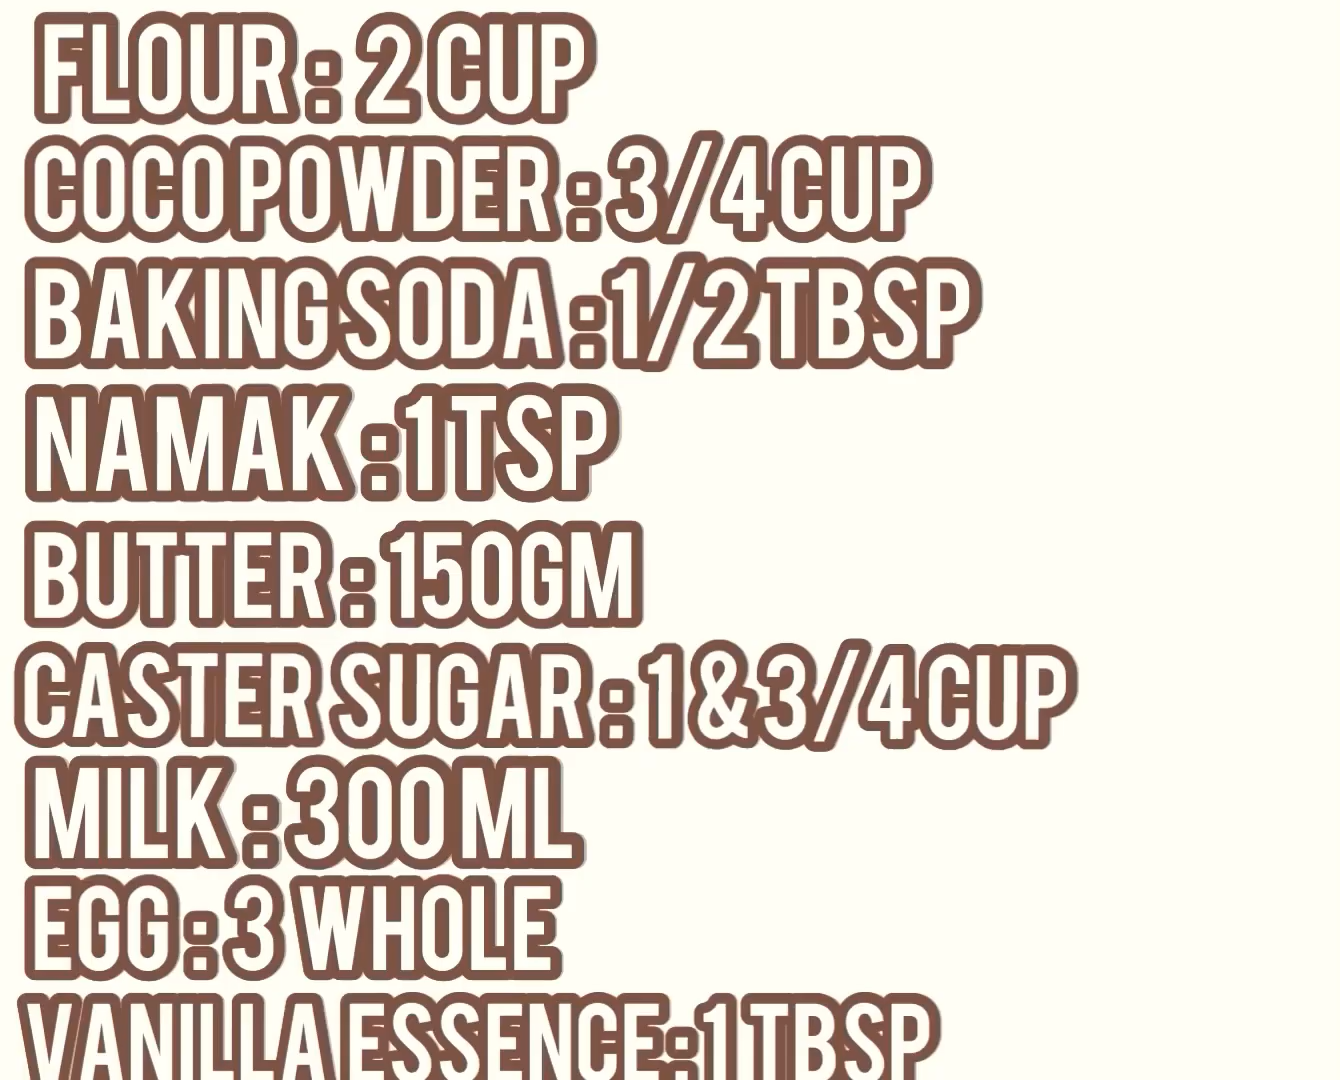 FLOUR : 2 CUP
COCO POWDER : 3/4 CUP
BAKING SODA : 1/2 TBSP
NAMAK : 1 TSP
BUTTER : 150GM
CASTER SUGAR : 1 & 3/4 CUP
MILK : 300 ML
EGG : 3 WHOLE
VANILLA ESSENCE : 1 TBSP